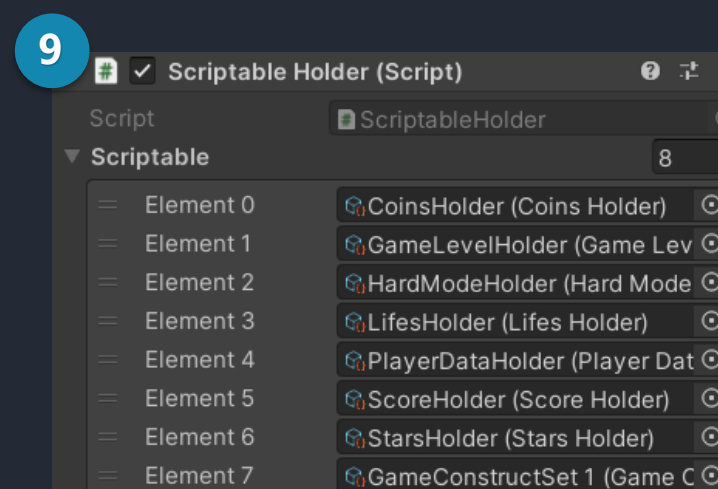 9
# Scriptable Holder (Script)
Script # ScriptableHolder
Scriptable 8
Element 0 CoinsHolder (Coins Holder)
Element 1 GameLevelHolder (Game Lev
Element 2 HardModeHolder (Hard Mode
Element 3 LifesHolder (Lifes Holder)
Element 4 PlayerDataHolder (Player Dat
Element 5 ScoreHolder (Score Holder)
Element 6 StarsHolder (Stars Holder)
Element 7 GameConstructSet 1 (Game C